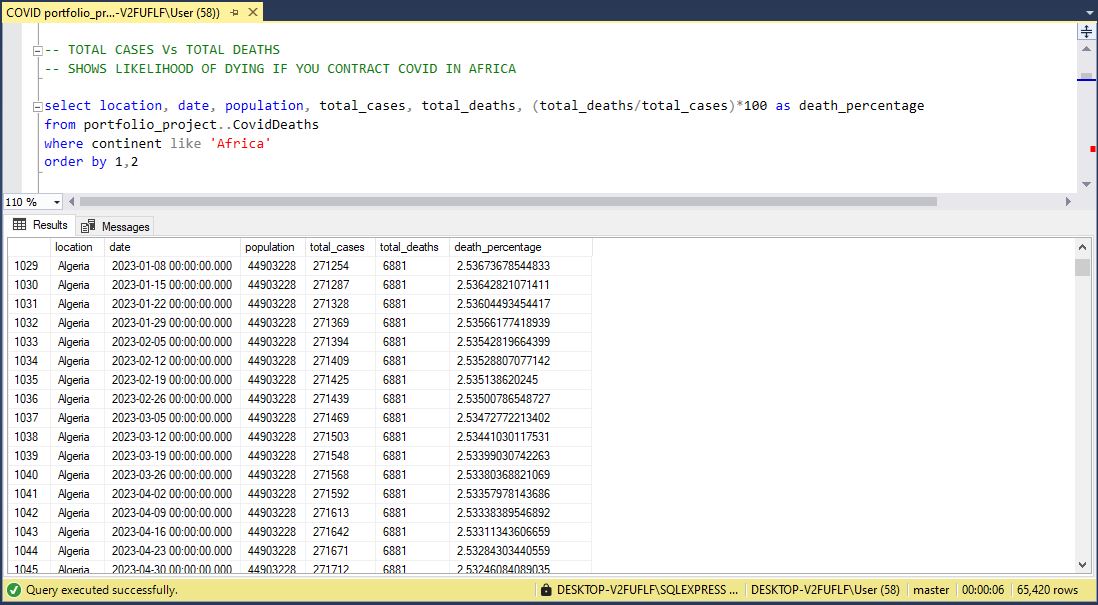 COVID portfolio_pr...-V2FUFLF\User (58))
-- TOTAL CASES Vs TOTAL DEATHS
-- SHOWS LIKELIHOOD OF DYING IF YOU CONTRACT COVID IN AFRICA
select location, date, population, total_cases, total_deaths, (total_deaths/total_cases)*100 as death_percentage
from portfolio_project..CovidDeaths
where continent like 'Africa'
order by 1,2
110 %
Results Messages
location date population total_cases total_deaths death_percentage
1029 Algeria 2023-01-08 00:00:00.000 44903228 271254 6881 2.53673678544833
1030 Algeria 2023-01-15 00:00:00.000 44903228 271287 6881 2.53642821071411
1031 Algeria 2023-01-22 00:00:00.000 44903228 271328 6881 2.53604493454417
1032 Algeria 2023-01-29 00:00:00.000 44903228 271369 6881 2.53566177418939
1033 Algeria 2023-02-05 00:00:00.000 44903228 271394 6881 2.53542819664399
1034 Algeria 2023-02-12 00:00:00.000 44903228 271409 6881 2.53528807077142
1035 Algeria 2023-02-19 00:00:00.000 44903228 271425 6881 2.535138620245
1036 Algeria 2023-02-26 00:00:00.000 44903228 271439 6881 2.53500786548727
1037 Algeria 2023-03-05 00:00:00.000 44903228 271469 6881 2.53472772213402
1038 Algeria 2023-03-12 00:00:00.000 44903228 271503 6881 2.53441030117531
1039 Algeria 2023-03-19 00:00:00.000 44903228 271548 6881 2.53399030742263
1040 Algeria 2023-03-26 00:00:00.000 44903228 271568 6881 2.53380368821069
1041 Algeria 2023-04-02 00:00:00.000 44903228 271592 6881 2.53357978143686
1042 Algeria 2023-04-09 00:00:00.000 44903228 271613 6881 2.53338389546892
1043 Algeria 2023-04-16 00:00:00.000 44903228 271642 6881 2.53311343606659
1044 Algeria 2023-04-23 00:00:00.000 44903228 271671 6881 2.53284303440559
1045 Algeria 2023-04-30 00:00:00.000 44903228 271712 6881 2.53246084089035
Query executed successfully. DESKTOP-V2FUFLF\SQLEXPRESS ... DESKTOP-V2FUFLF\User (58) master 00:00:06 65,420 rows